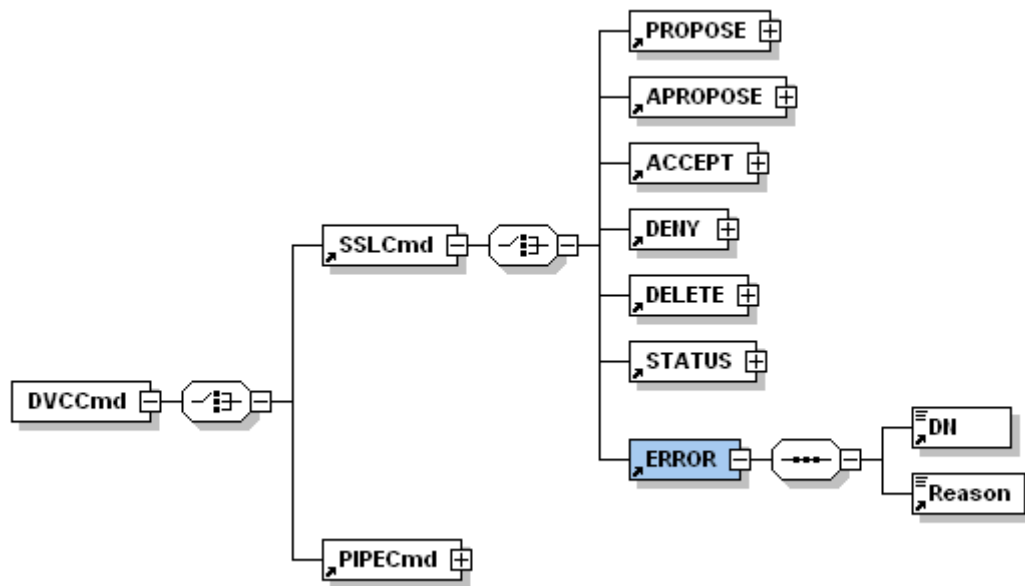 PROPOSE
APROPOSE
ACCEPT
DENY
SSLCmd
DELETE
STATUS
DVCCmd
DN
ERROR
Reason
PIPECmd